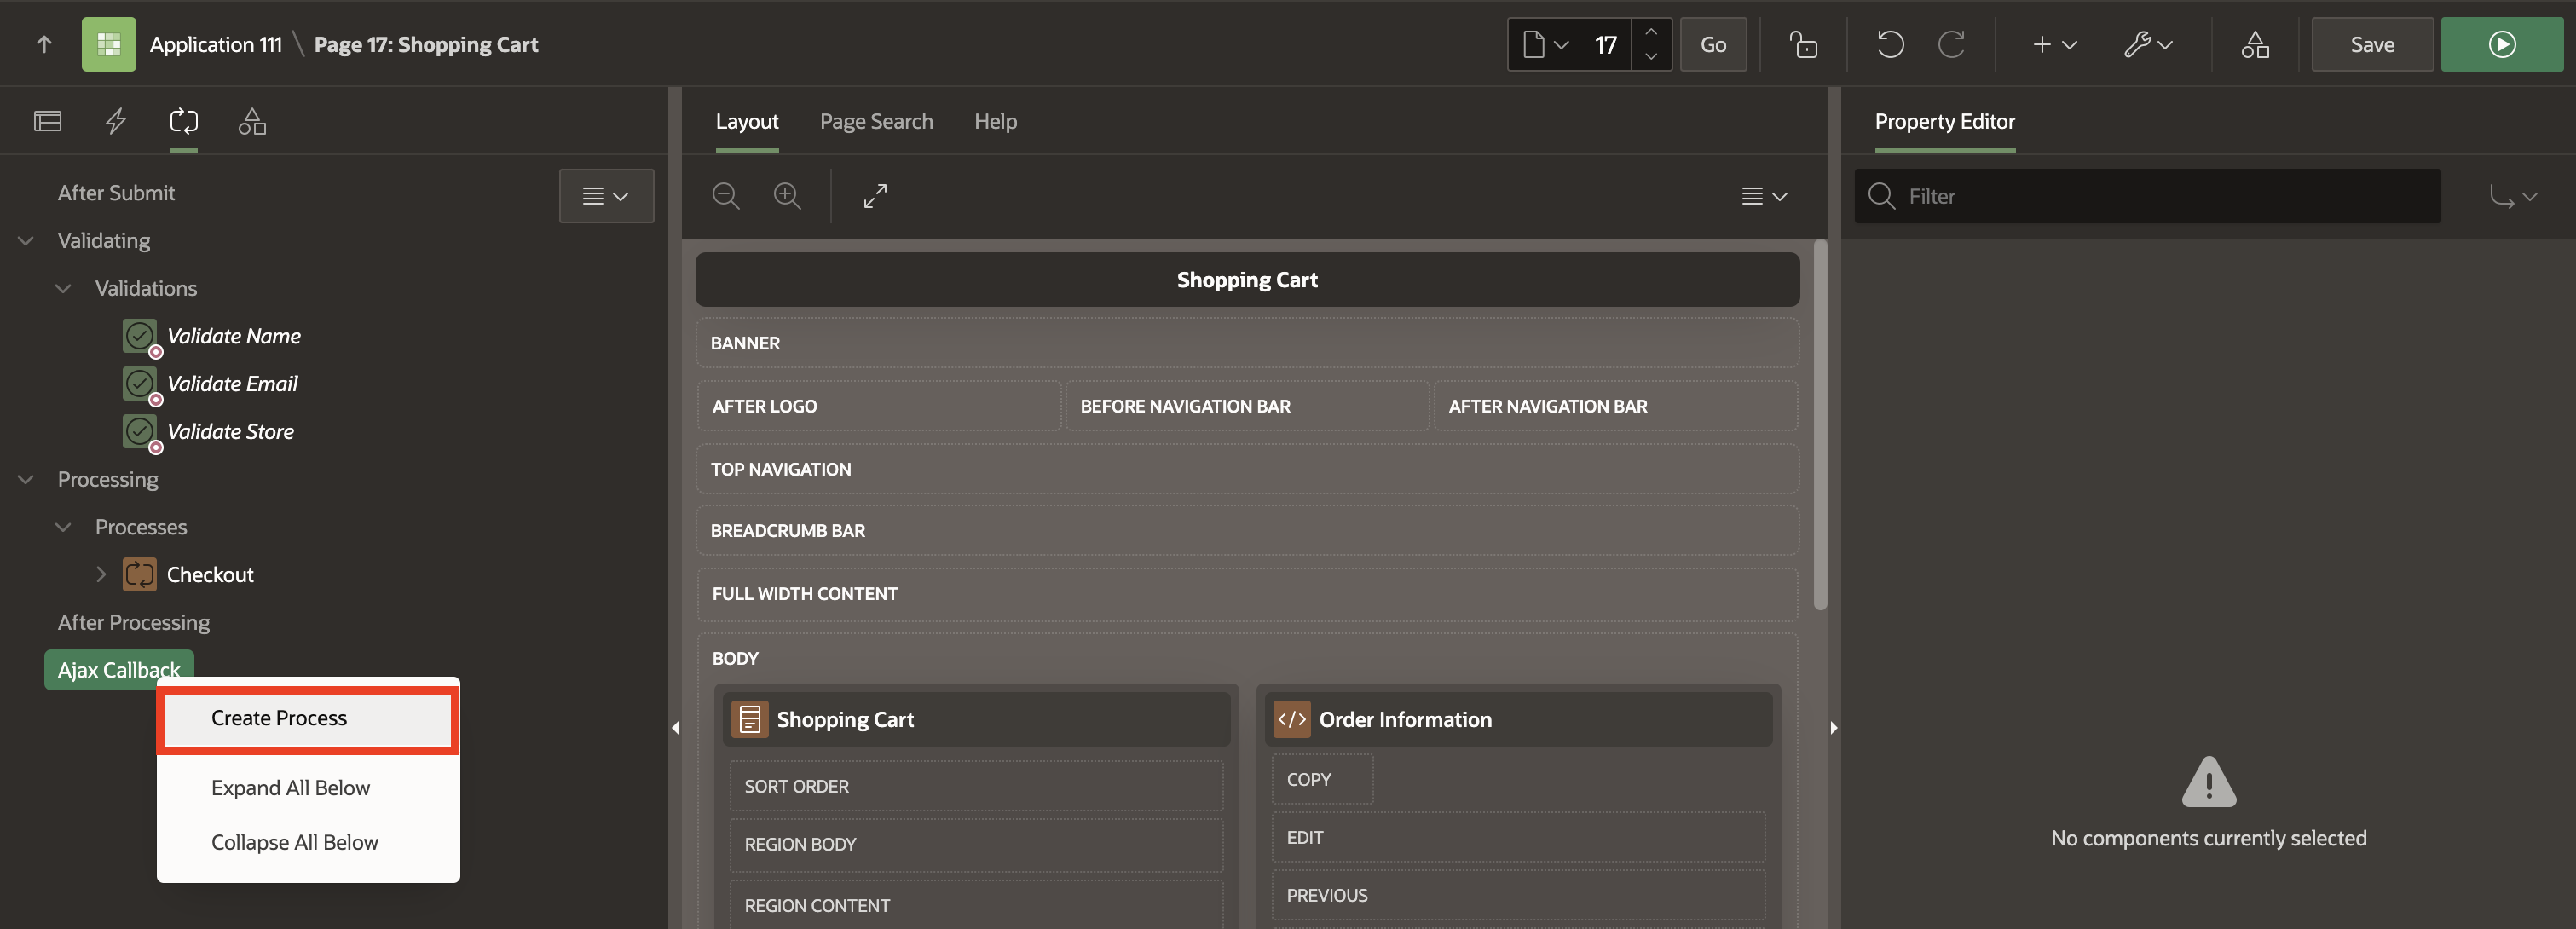 Application 111 \ Page 17: Shopping Cart
17
Go
Save
After Submit
Validating
Validations
Validate Name
Validate Email
Validate Store
Processing
Processes
Checkout
After Processing
Ajax Callback
Create Process
Expand All Below
Collapse All Below
Layout
Page Search
Help
Shopping Cart
BANNER
AFTER LOGO
BEFORE NAVIGATION BAR
AFTER NAVIGATION BAR
TOP NAVIGATION
BREADCRUMB BAR
FULL WIDTH CONTENT
BODY
Shopping Cart
SORT ORDER
REGION BODY
REGION CONTENT
Order Information
COPY
EDIT
PREVIOUS
Property Editor
Filter
No components currently selected